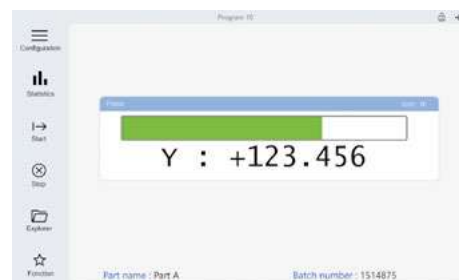 Program 10
Configuration
Statistics
Start
Y : +123.456
Stop
Explorer
Function
Part name : Part A
Batch number : 1514875